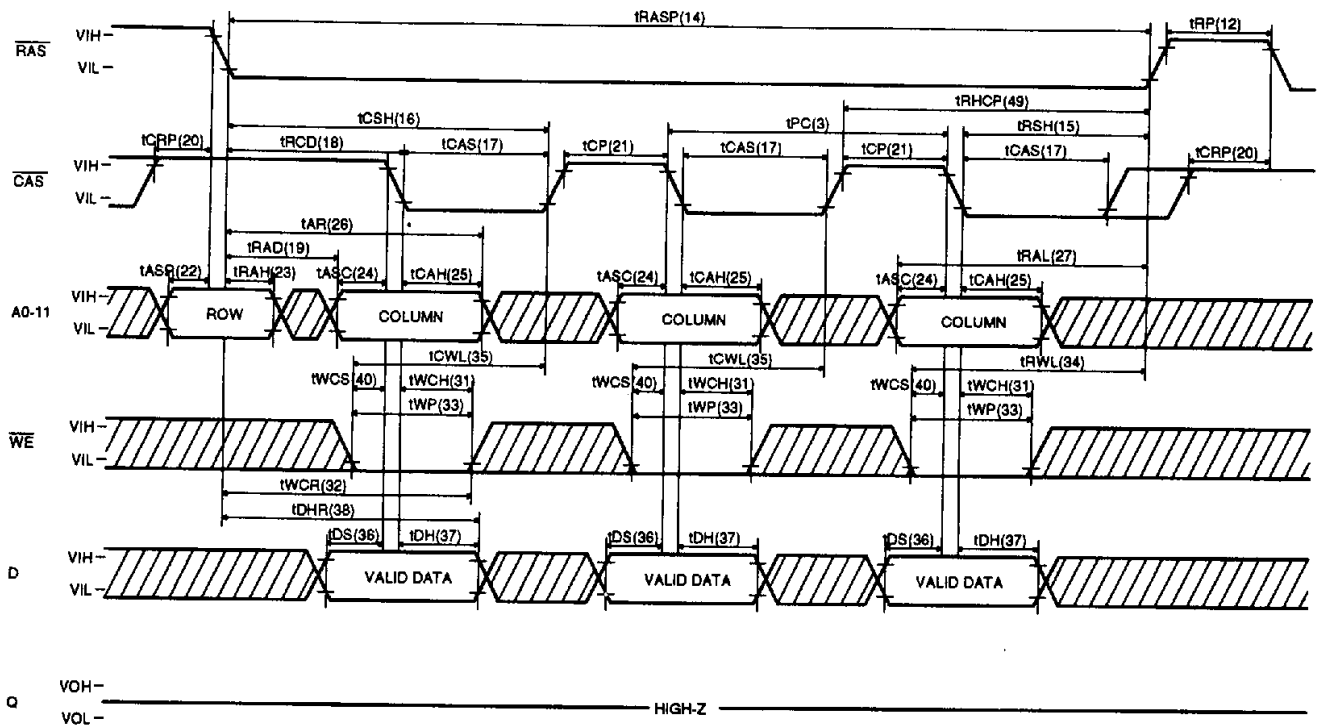 tRASP(14) tRP(12)
RAS VIH
VIL
tRHCP(49)
tCSH(16) tPC(3) tRSH(15)
tCRP(20) tRCD(18) tCAS(17) tCP(21) tCAS(17) tCP(21) tCAS(17) tCRP(20)
CAS VIH
VIL
tAR(26)
tRAD(19) tRAL(27)
tASR(22) tRAH(23) tASC(24) tCAH(25) tASC(24) tCAH(25) tASC(24) tCAH(25)
A0-11 VIH
VIL
ROW COLUMN COLUMN COLUMN
tCWL(35) tCWL(35) tRWL(34)
tWCS(40) tWCH(31) tWCS(40) tWCH(31) tWCS(40) tWCH(31)
tWP(33) tWP(33) tWP(33)
WE VIH
VIL
tWCR(32)
tDHR(38)
tDS(36) tDH(37) tDS(36) tDH(37) tDS(36) tDH(37)
D VIH
VIL
VALID DATA VALID DATA VALID DATA
Q VOH
VOL
HIGH-Z